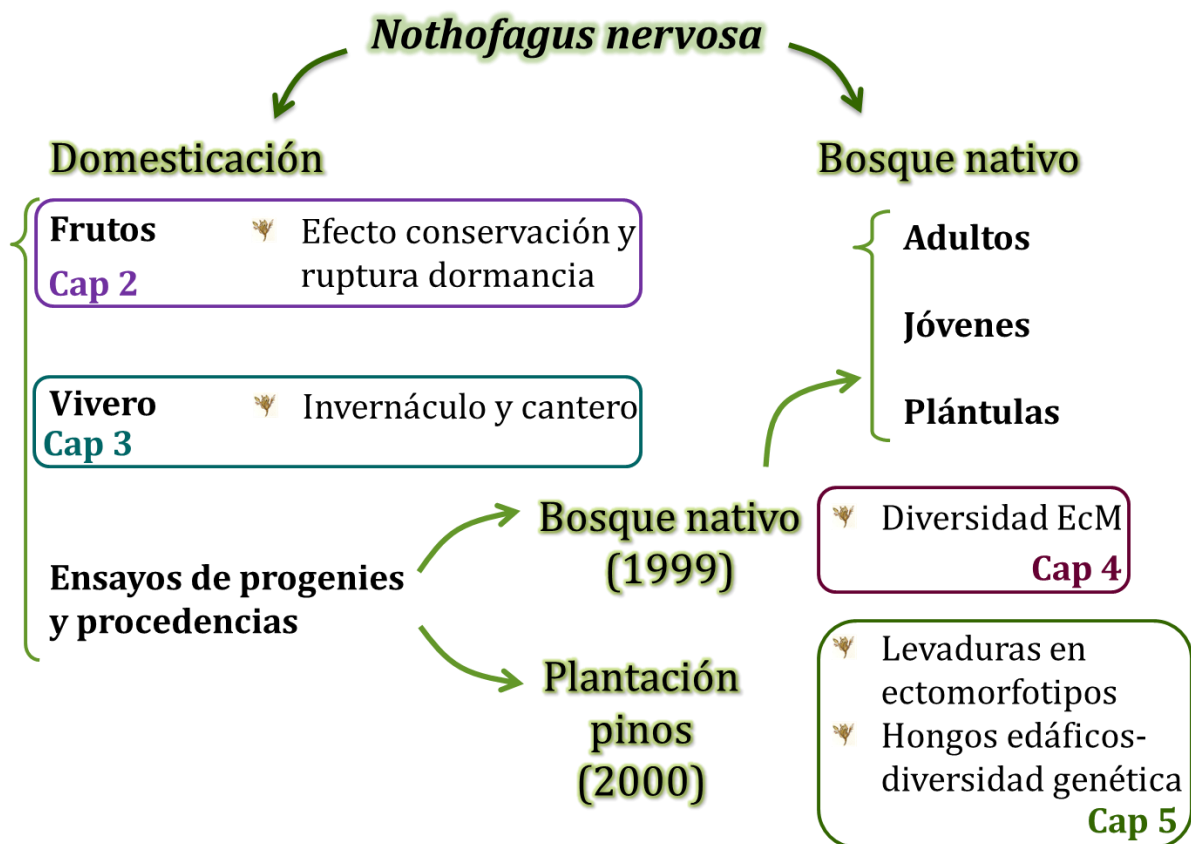 Nothofagus nervosa
Domesticación
Bosque nativo
Frutos
Cap 2
Efecto conservación y
ruptura dormancia
Adultos
Jóvenes
Plántulas
Vivero
Cap 3
Invernáculo y cantero
Ensayos de progenies
y procedencias
Bosque nativo
(1999)
Diversidad EcM
Cap 4
Plantación
pinos
(2000)
Levaduras en
ectomorfotipos
Hongos edáficos-
diversidad genética
Cap 5